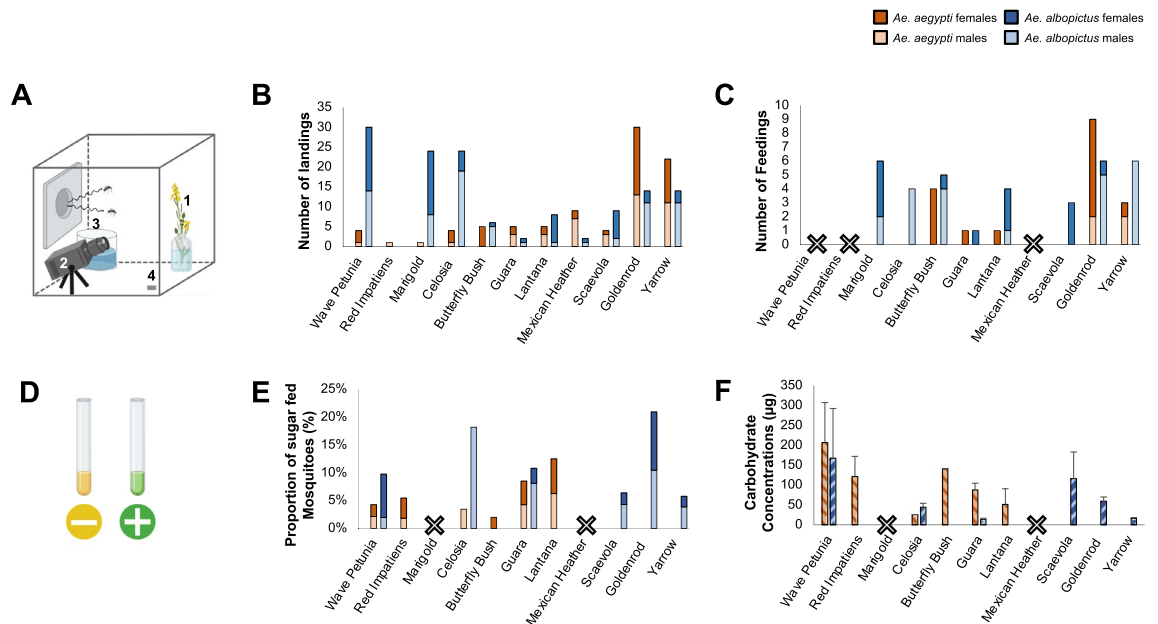 Ae. aegypti females
Ae. albopictus females
Ae. aegypti males
Ae. albopictus males
A
1
2
3
4
B
Number of landings
35
30
25
20
15
10
5
0
Wave Petunia
Red Impatiens
Marigold
Celosia
Butterfly Bush
Guara
Lantana
Mexican Heather
Scaevola
Goldenrod
Yarrow
C
Number of Feedings
10
9
8
7
6
5
4
3
2
1
0
Wave Petunia
Red Impatiens
Marigold
Celosia
Butterfly Bush
Guara
Lantana
Mexican Heather
Scaevola
Goldenrod
Yarrow
D
E
Proportion of sugar fed
Mosquitoes (%)
25%
20%
15%
10%
5%
0%
Wave Petunia
Red Impatiens
Marigold
Celosia
Butterfly Bush
Guara
Lantana
Mexican Heather
Scaevola
Goldenrod
Yarrow
F
Carbohydrate
Concentrations (µg)
350
300
250
200
150
100
50
0
Wave Petunia
Red Impatiens
Marigold
Celosia
Butterfly Bush
Guara
Lantana
Mexican Heather
Scaevola
Goldenrod
Yarrow